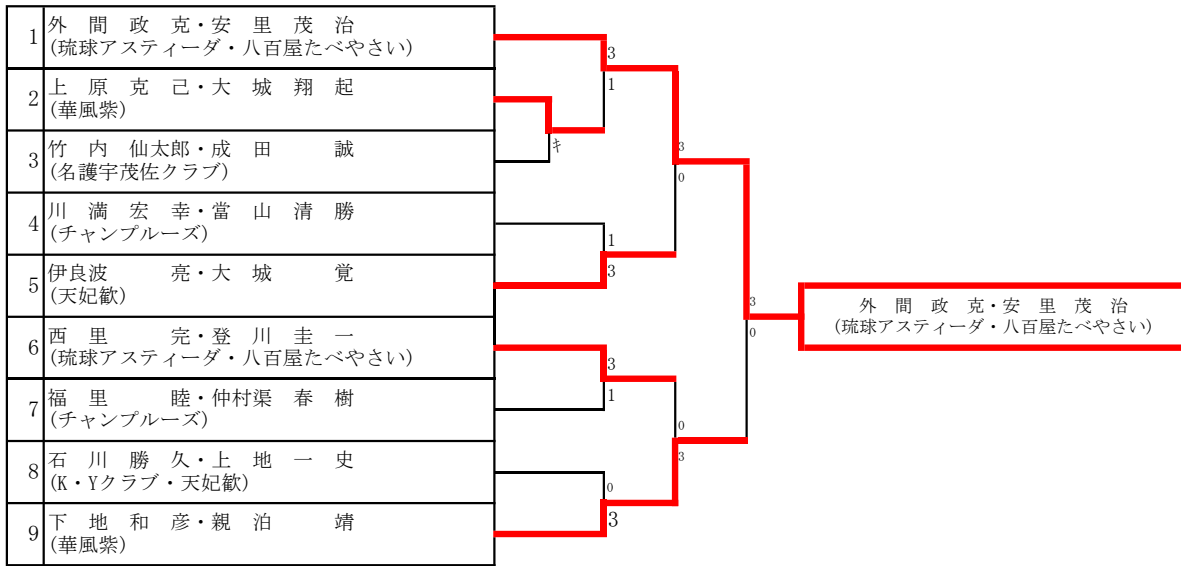 1
外　間　政　克・安　里　茂　治
(琉球アスティーダ・八百屋たべやさい)
2
上　原　克　己・大　城　翔　起
(華風紫)
3
竹　内　仙太郎・成　田　　　誠
(名護宇茂佐クラブ)
4
川　満　宏　幸・當　山　清　勝
(チャンプルーズ)
5
伊良波　　　亮・大　城　　　覚
(天妃歓)
6
西　里　　　完・登　川　圭　一
(琉球アスティーダ・八百屋たべやさい)
7
福　里　　　睦・仲村渠　春　樹
(チャンプルーズ)
8
石　川　勝　久・上　地　一　史
(K・Yクラブ・天妃歓)
9
下　地　和　彦・親　泊　　　靖
(華風紫)
3
1
キ
1
3
3
1
0
3
3
0
0
3
3
0
外　間　政　克・安　里　茂　治
(琉球アスティーダ・八百屋たべやさい)